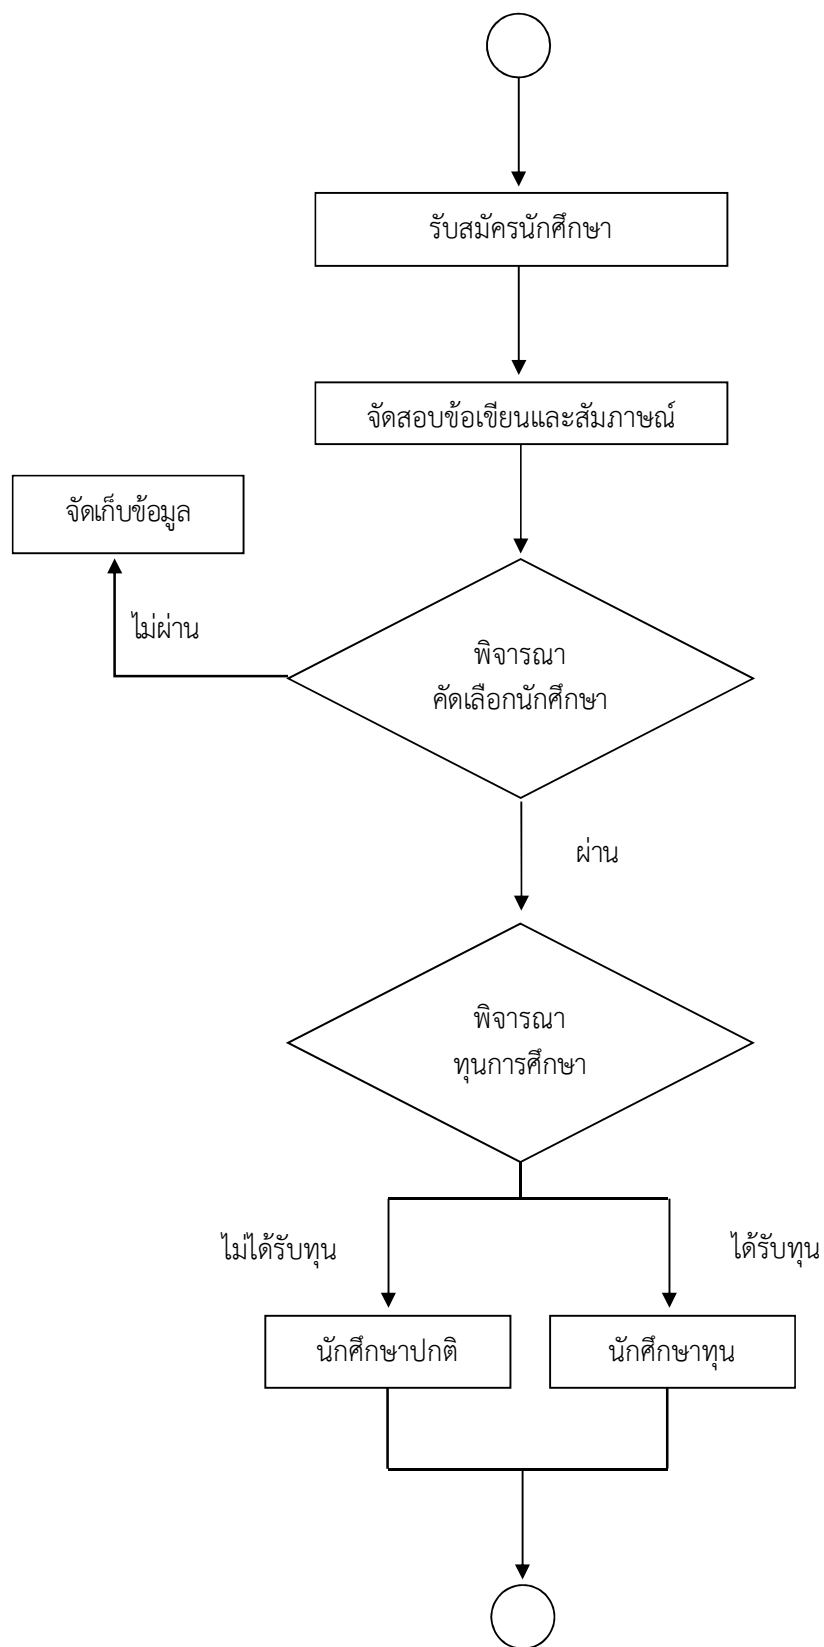 รับสมัครนักศึกษา
จัดสอบข้อเขียนและสัมภาษณ์
จัดเก็บข้อมูล
ไม่ผ่าน
พิจารณา
คัดเลือกนักศึกษา
ผ่าน
พิจารณา
ทุนการศึกษา
ไม่ได้รับทุน
ได้รับทุน
นักศึกษาปกติ
นักศึกษาทุน